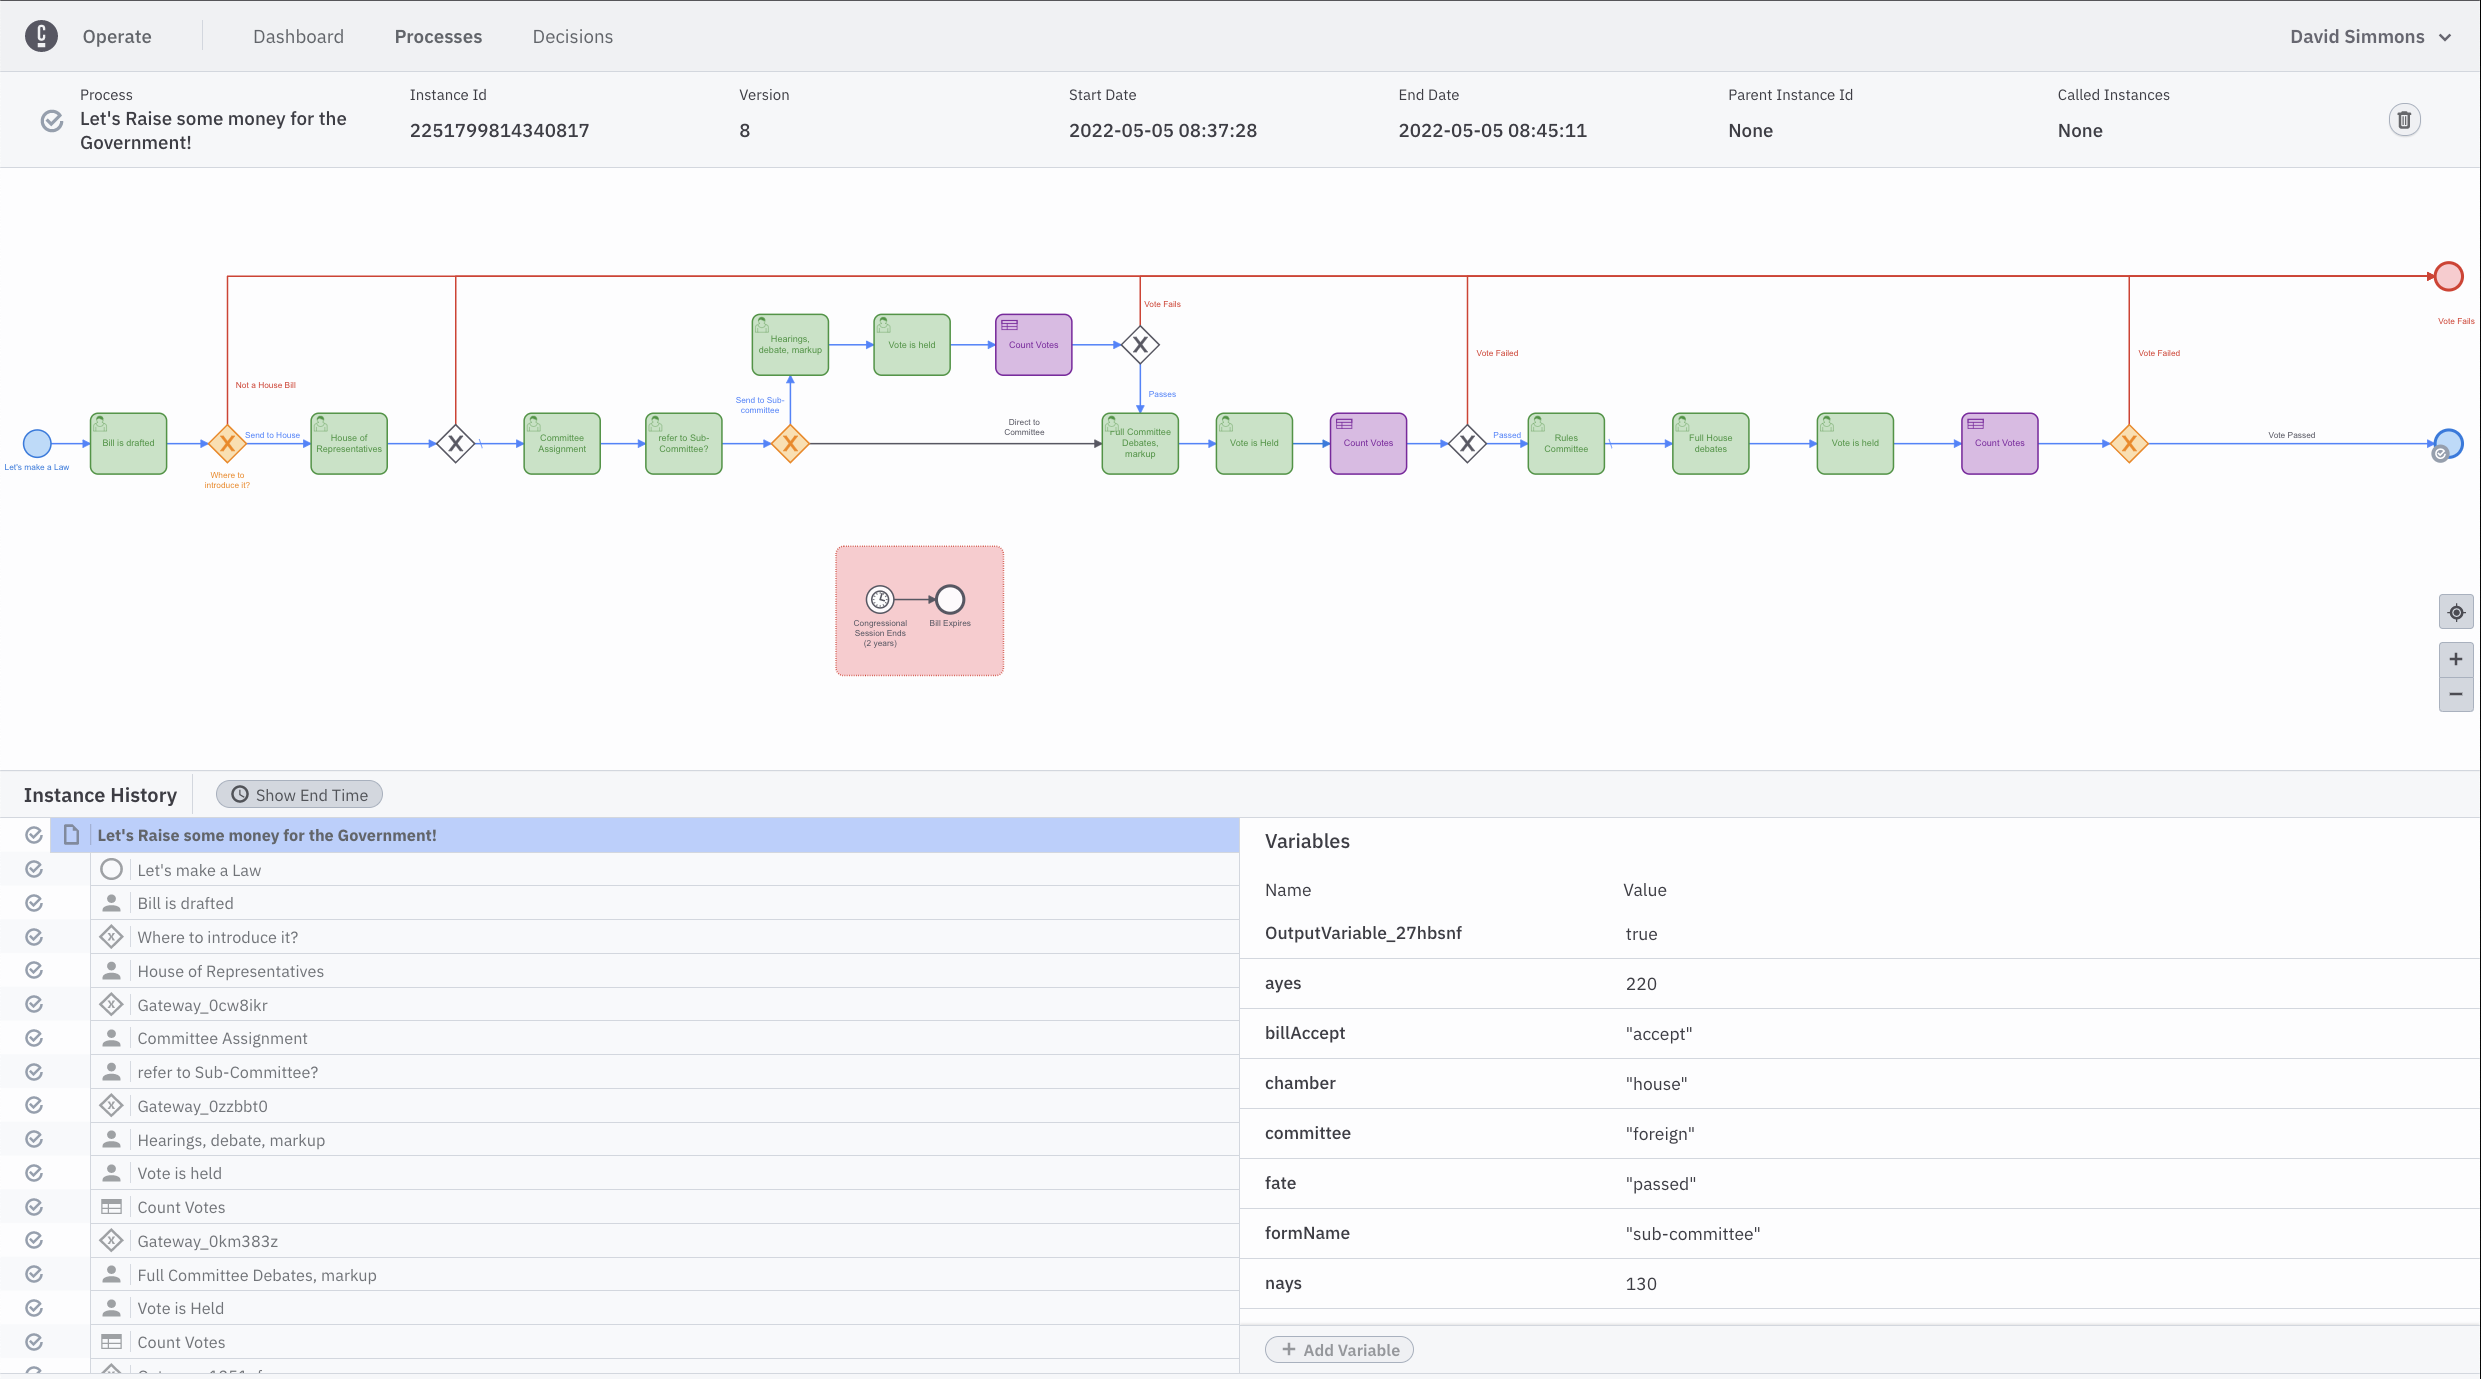 Operate
Dashboard
Processes
Decisions
David Simmons
Process
Let's Raise some money for the
Government!
Instance Id
2251799814340817
Version
8
Start Date
2022-05-05 08:37:28
End Date
2022-05-05 08:45:11
Parent Instance Id
None
Called Instances
None
Vote Fails
Vote Fails
Hearings,
debate, markup
Vote is held
Count Votes
Vote Failed
Vote Failed
Not a House Bill
Send to Sub-
committee
Passes
Let's make a Law
Bill is drafted
Send to House
Where to
introduce it?
House of
Representatives
Committee
Assignment
refer to Sub-
Committee?
Direct to
Committee
Full Committee
Debates,
markup
Vote is Held
Count Votes
Passed
Rules
Committee
Full House
debates
Vote is held
Count Votes
Vote Passed
Congressional
Session Ends
(2 years)
Bill Expires
Instance History
Show End Time
Let's Raise some money for the Government!
Let's make a Law
Bill is drafted
Where to introduce it?
House of Representatives
Gateway_0cw8ikr
Committee Assignment
refer to Sub-Committee?
Gateway_0zzbbt0
Hearings, debate, markup
Vote is held
Count Votes
Gateway_0km383z
Full Committee Debates, markup
Vote is Held
Count Votes
Variables
Name
Value
OutputVariable_27hbsnf
true
ayes
220
billAccept
"accept"
chamber
"house"
committee
"foreign"
fate
"passed"
formName
"sub-committee"
nays
130
Add Variable